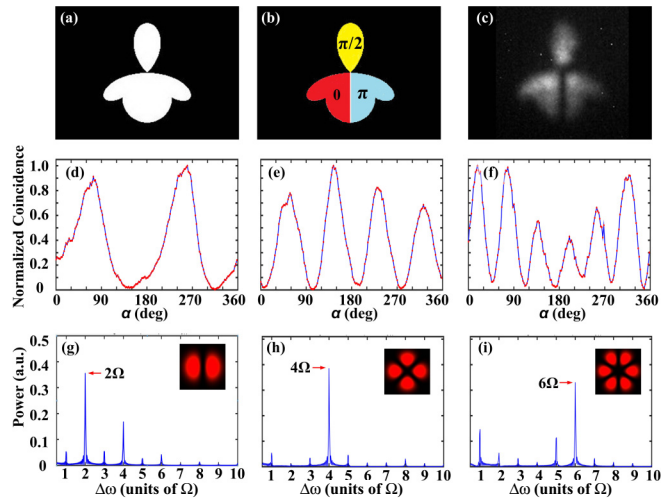 (a) (b) (c)
π/2
0 π
(d) (e) (f)
Normalized Coincidence
1.0
0.8
0.6
0.4
0.2
0
0 90 180 270 360 0 90 180 270 360 0 90 180 270 360
α (deg) α (deg) α (deg)
(g) (h) (i)
Power (a.u.)
0.5
0.4
0.3
0.2
0.1
0
2Ω 4Ω 6Ω
1 2 3 4 5 6 7 8 9 10 1 2 3 4 5 6 7 8 9 10 1 2 3 4 5 6 7 8 9 10
Δω (units of Ω) Δω (units of Ω) Δω (units of Ω)